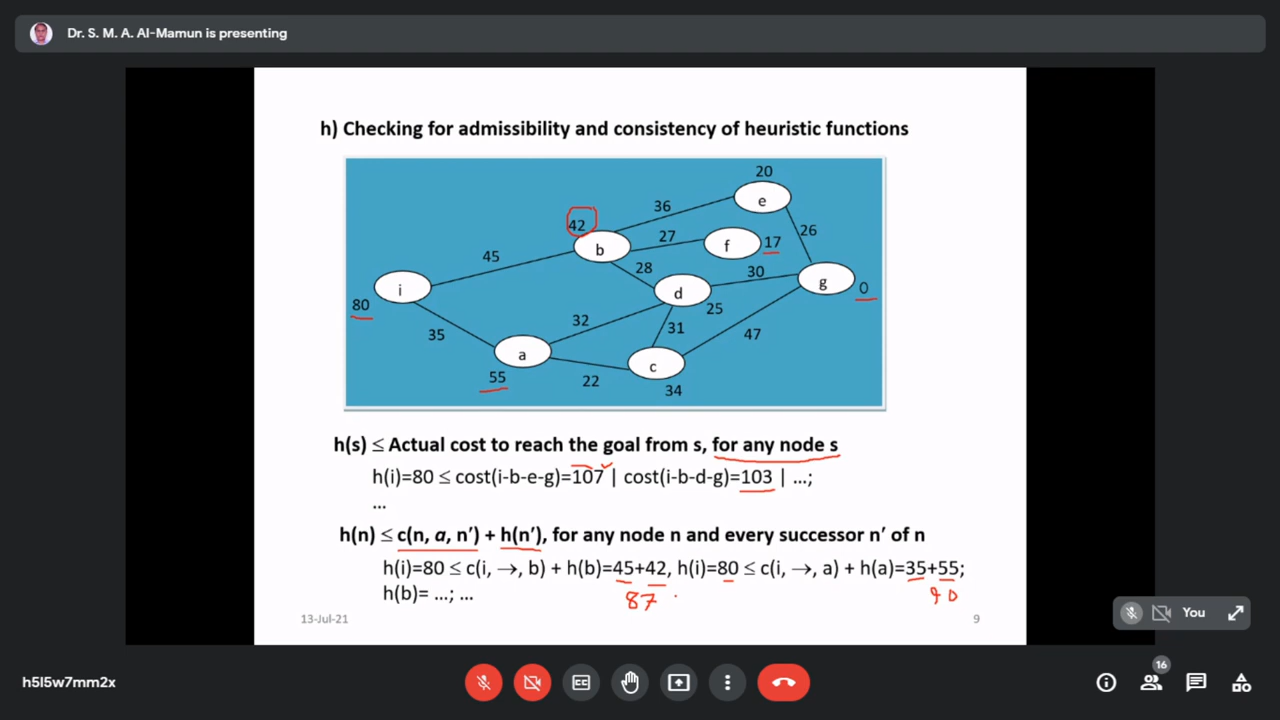 Dr. S. M. A. Al-Mamun is presenting
h) Checking for admissibility and consistency of heuristic functions
20
e
36
42
27
26
b
f
17
45
28
30
g
0
i
d
80
25
32
31
47
35
a
c
55
22
34
h(s) ≤ Actual cost to reach the goal from s, for any node s
h(i)=80 ≤ cost(i-b-e-g)=107 | cost(i-b-d-g)=103 | ...;
...
h(n) ≤ c(n, a, n’) + h(n’), for any node n and every successor n’ of n
h(i)=80 ≤ c(i, →, b) + h(b)=45+42, h(i)=80 ≤ c(i, →, a) + h(a)=35+55;
h(b)= ...; ...
87
90
13-Jul-21
9
You
h5l5w7mm2x
CC
16